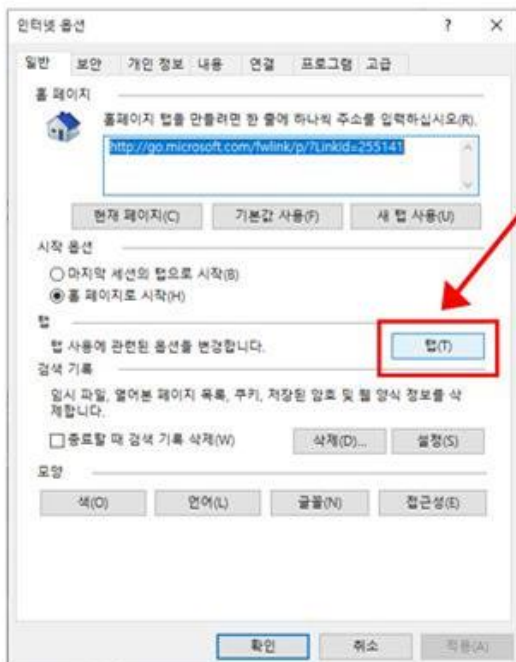 인터넷 옵션 ? ×
일반 보안 개인 정보 내용 연결 프로그램 고급
홈 페이지
홈페이지 탭을 만들려면 한 줄에 하나씩 주소를 입력하십시오(R).
http://go.microsoft.com/fwlink/p/?LinkId=255141
현재 페이지(C) 기본값 사용(F) 새 탭 사용(U)
시작 옵션
마지막 세션의 탭으로 시작(B)
홈 페이지로 시작(H)
탭
탭 사용에 관련된 옵션을 변경합니다. 탭(T)
검색 기록
임시 파일, 열어본 페이지 목록, 쿠키, 저장된 암호 및 웹 양식 정보를 삭
제합니다.
종료할 때 검색 기록 삭제(W) 삭제(D)... 설정(S)
모양
색(O) 언어(L) 글꼴(N) 접근성(E)
확인 취소 적용(A)